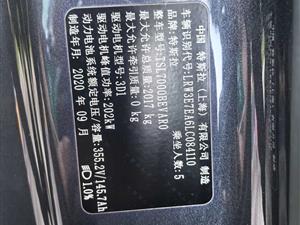 中国 特斯拉(上海)有限公司 制造
车辆识别代号:LRW3E7EA6LC084110
品牌:特斯拉 乘坐人数:5
整车型号:TSL7000BEVAR0
最大允许总质量:2017 kg
最大允许牵引质量:0 kg
驱动电机型号:3D1
驱动电机峰值功率:202kW
动力电池系统额定电压/容量:355.2V/145.7Ah
制造年月:2020 年 09 月
1.0%